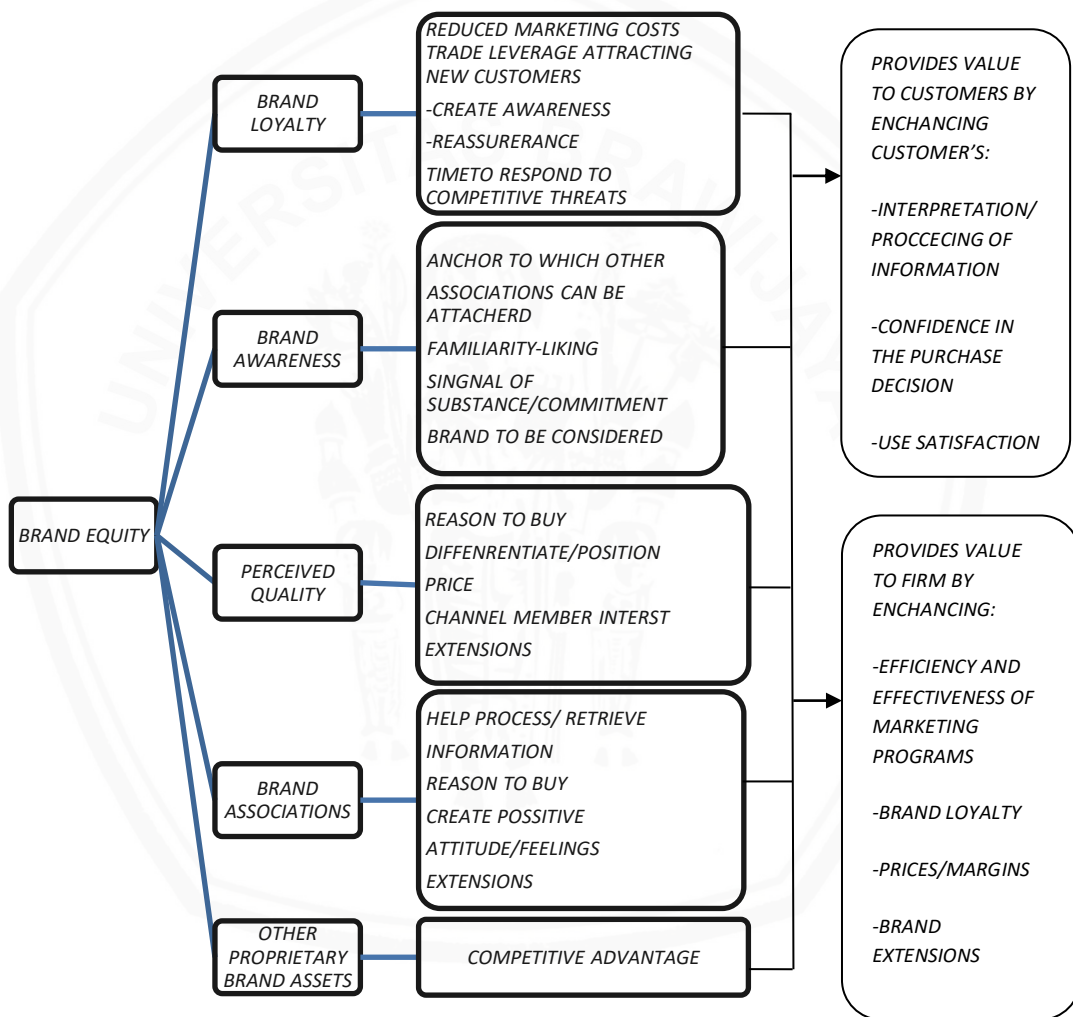 REDUCED MARKETING COSTS
TRADE LEVERAGE ATTRACTING
NEW CUSTOMERS
-CREATE AWARENESS
-REASSURERANCE
TIMETO RESPOND TO
COMPETITIVE THREATS
BRAND
LOYALTY
ANCHOR TO WHICH OTHER
ASSOCIATIONS CAN BE
ATTACHERD
FAMILIARITY-LIKING
SINGNAL OF
SUBSTANCE/COMMITMENT
BRAND TO BE CONSIDERED
BRAND
AWARENESS
BRAND EQUITY
PERCEIVED
QUALITY
REASON TO BUY
DIFFENRENTIATE/POSITION
PRICE
CHANNEL MEMBER INTERST
EXTENSIONS
BRAND
ASSOCIATIONS
HELP PROCESS/ RETRIEVE
INFORMATION
REASON TO BUY
CREATE POSSITIVE
ATTITUDE/FEELINGS
EXTENSIONS
OTHER
PROPRIETARY
BRAND ASSETS
COMPETITIVE ADVANTAGE
PROVIDES VALUE
TO CUSTOMERS BY
ENCHANCING
CUSTOMER’S:
-INTERPRETATION/
PROCCECING OF
INFORMATION
-CONFIDENCE IN
THE PURCHASE
DECISION
-USE SATISFACTION
PROVIDES VALUE
TO FIRM BY
ENCHANCING:
-EFFICIENCY AND
EFFECTIVENESS OF
MARKETING
PROGRAMS
-BRAND LOYALTY
-PRICES/MARGINS
-BRAND
EXTENSIONS